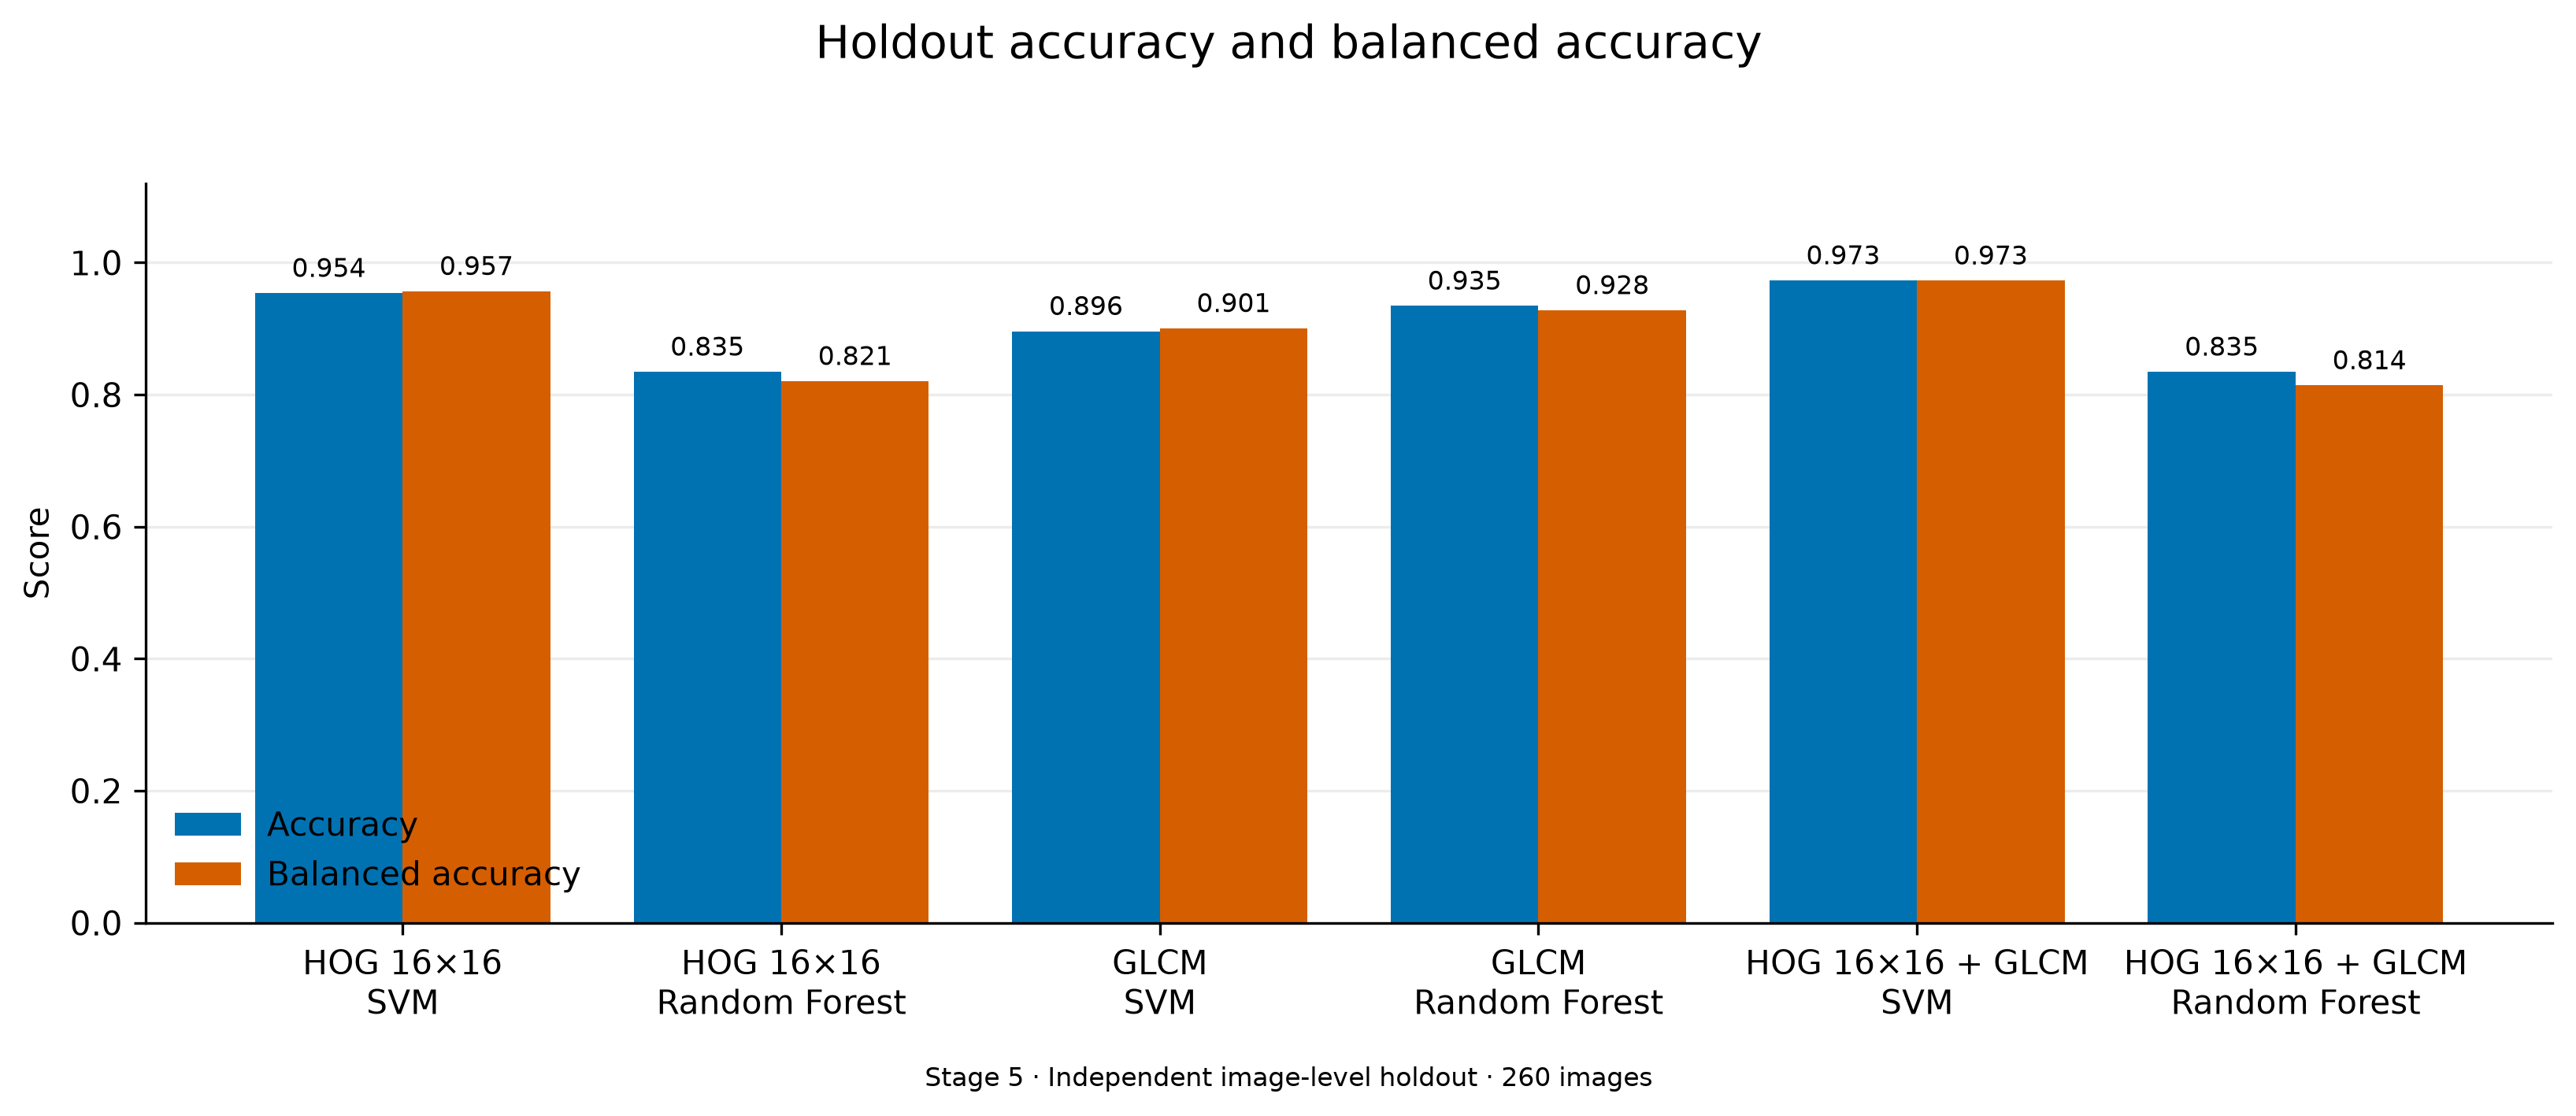 Holdout accuracy and balanced accuracy
Score
1.0
0.8
0.6
0.4
0.2
0.0
0.954 0.957
0.835 0.821
0.896 0.901
0.935 0.928
0.973 0.973
0.835 0.814
Accuracy
Balanced accuracy
HOG 16×16
SVM
HOG 16×16
Random Forest
GLCM
SVM
GLCM
Random Forest
HOG 16×16 + GLCM
SVM
HOG 16×16 + GLCM
Random Forest
Stage 5 · Independent image-level holdout · 260 images